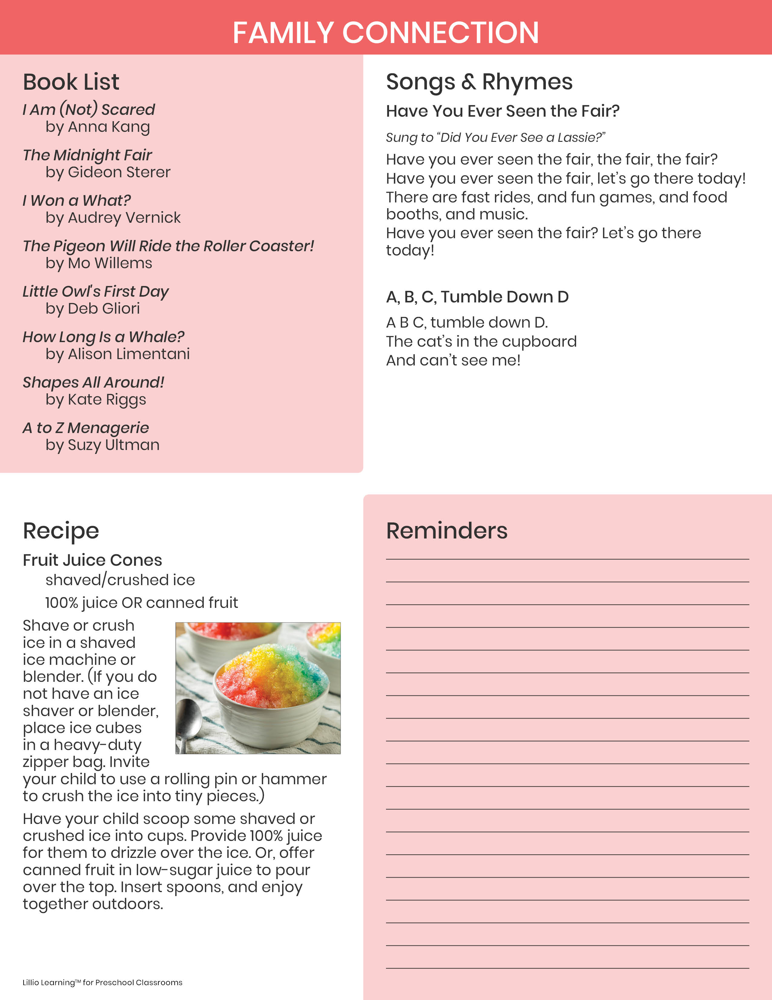 FAMILY CONNECTION
Book List
I Am (Not) Scared
by Anna Kang
The Midnight Fair
by Gideon Sterer
I Won a What?
by Audrey Vernick
The Pigeon Will Ride the Roller Coaster!
by Mo Willems
Little Owl's First Day
by Deb Gliori
How Long Is a Whale?
by Alison Limentani
Shapes All Around!
by Kate Riggs
A to Z Menagerie
by Suzy Ultman
Songs & Rhymes
Have You Ever Seen the Fair?
Sung to “Did You Ever See a Lassie?”
Have you ever seen the fair, the fair, the fair?
Have you ever seen the fair, let’s go there today!
There are fast rides, and fun games, and food
booths, and music.
Have you ever seen the fair? Let’s go there
today!
A, B, C, Tumble Down D
A B C, tumble down D.
The cat’s in the cupboard
And can’t see me!
Recipe
Fruit Juice Cones
shaved/crushed ice
100% juice OR canned fruit
Shave or crush
ice in a shaved
ice machine or
blender. (If you do
not have an ice
shaver or blender,
place ice cubes
in a heavy-duty
zipper bag. Invite
your child to use a rolling pin or hammer
to crush the ice into tiny pieces.)
Have your child scoop some shaved or
crushed ice into cups. Provide 100% juice
for them to drizzle over the ice. Or, offer
canned fruit in low-sugar juice to pour
over the top. Insert spoons, and enjoy
together outdoors.
Reminders
Lillio Learning™ for Preschool Classrooms